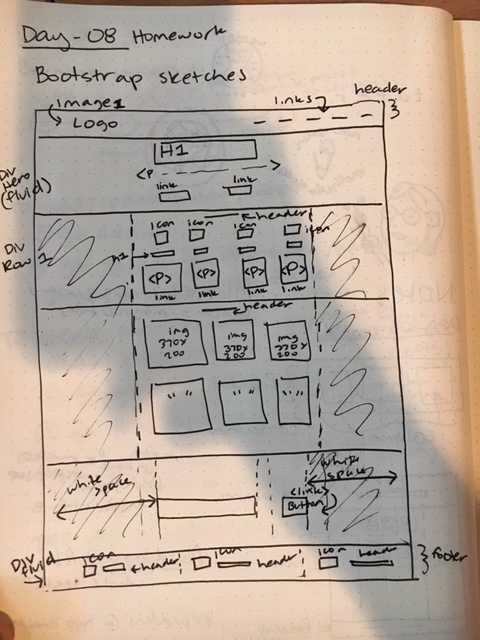 Day-08 Homework
Bootstrap sketches
image1
links
header
Logo
H1
<P>
Div Hero (fluid)
link link
header
icon icon icon icon
Div Row 1
h1
<P> <P> <P> <P>
link link link link
header
img 370x200
img 370x200
img 370x200
" " " " " "
white space
white space
<link>
Button
Div fluid
icon header
icon header
icon header
footer